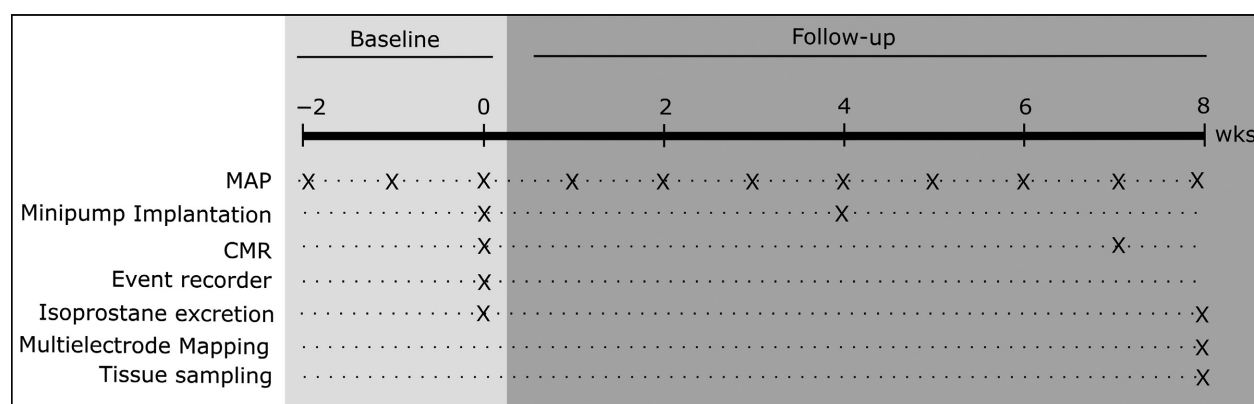 Baseline Follow-up
−2 0 2 4 6 8
wks
MAP X X X X X X X X X X X
Minipump Implantation X X
CMR X X
Event recorder X
Isoprostane excretion X X
Multielectrode Mapping X
Tissue sampling X